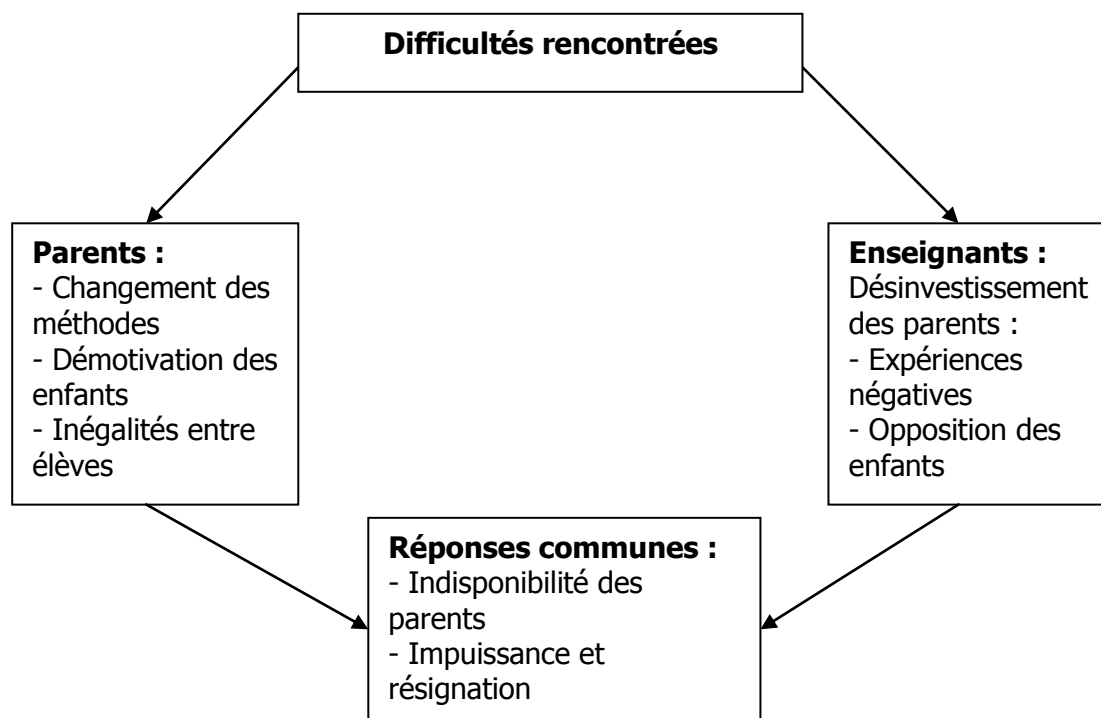 Difficultés rencontrées
Parents :
- Changement des
méthodes
- Démotivation des
enfants
- Inégalités entre
élèves
Enseignants :
Désinvestissement
des parents :
- Expériences
négatives
- Opposition des
enfants
Réponses communes :
- Indisponibilité des
parents
- Impuissance et
résignation